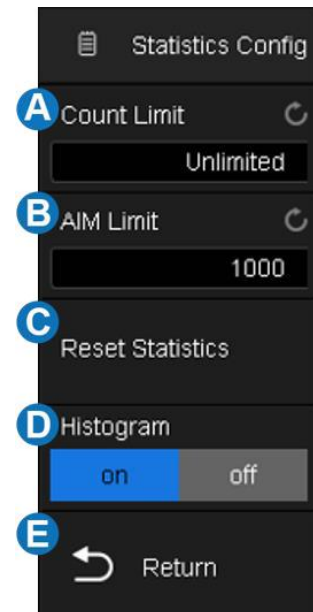 Statistics Config
A
Count Limit
Unlimited
B
AIM Limit
1000
C
Reset Statistics
D
Histogram
on off
E
Return